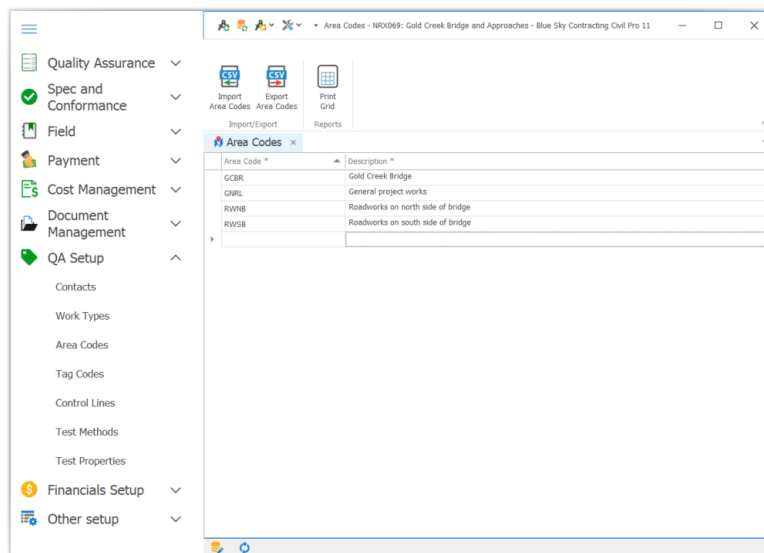 Area Codes - NRX069: Gold Creek Bridge and Approaches - Blue Sky Contracting Civil Pro 11
Quality Assurance
Spec and
Conformance
Field
Payment
Cost Management
Document
Management
QA Setup
Contacts
Work Types
Area Codes
Tag Codes
Control Lines
Test Methods
Test Properties
Financials Setup
Other setup
CSV
Import
Area Codes
CSV
Export
Area Codes
Print
Grid
Import/Export
Reports
Area Codes ×
Area Code * Description *
GCBR Gold Creek Bridge
GNRL General project works
RWNB Roadworks on north side of bridge
RWSB Roadworks on south side of bridge